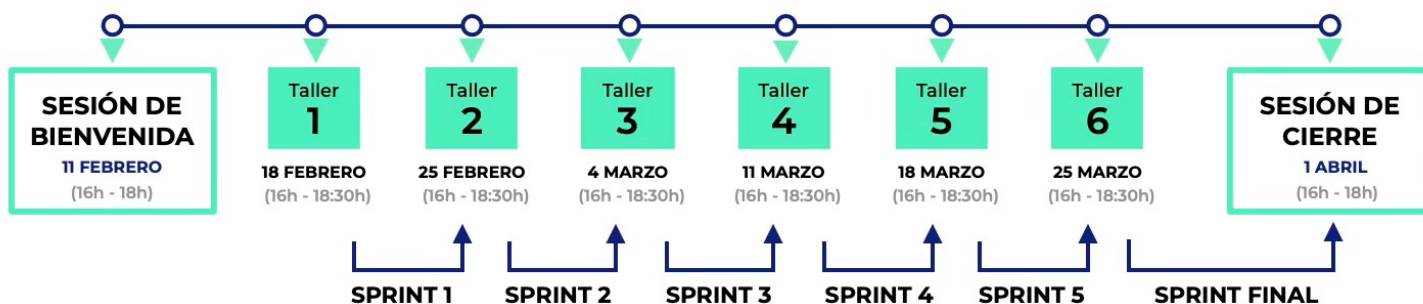 SESIÓN DE
BIENVENIDA
11 FEBRERO
(16h - 18h)
Taller
1
18 FEBRERO
(16h - 18:30h)
Taller
2
25 FEBRERO
(16h - 18:30h)
Taller
3
4 MARZO
(16h - 18:30h)
Taller
4
11 MARZO
(16h - 18:30h)
Taller
5
18 MARZO
(16h - 18:30h)
Taller
6
25 MARZO
(16h - 18:30h)
SESIÓN DE
CIERRE
1 ABRIL
(16h - 18h)
SPRINT 1
SPRINT 2
SPRINT 3
SPRINT 4
SPRINT 5
SPRINT FINAL